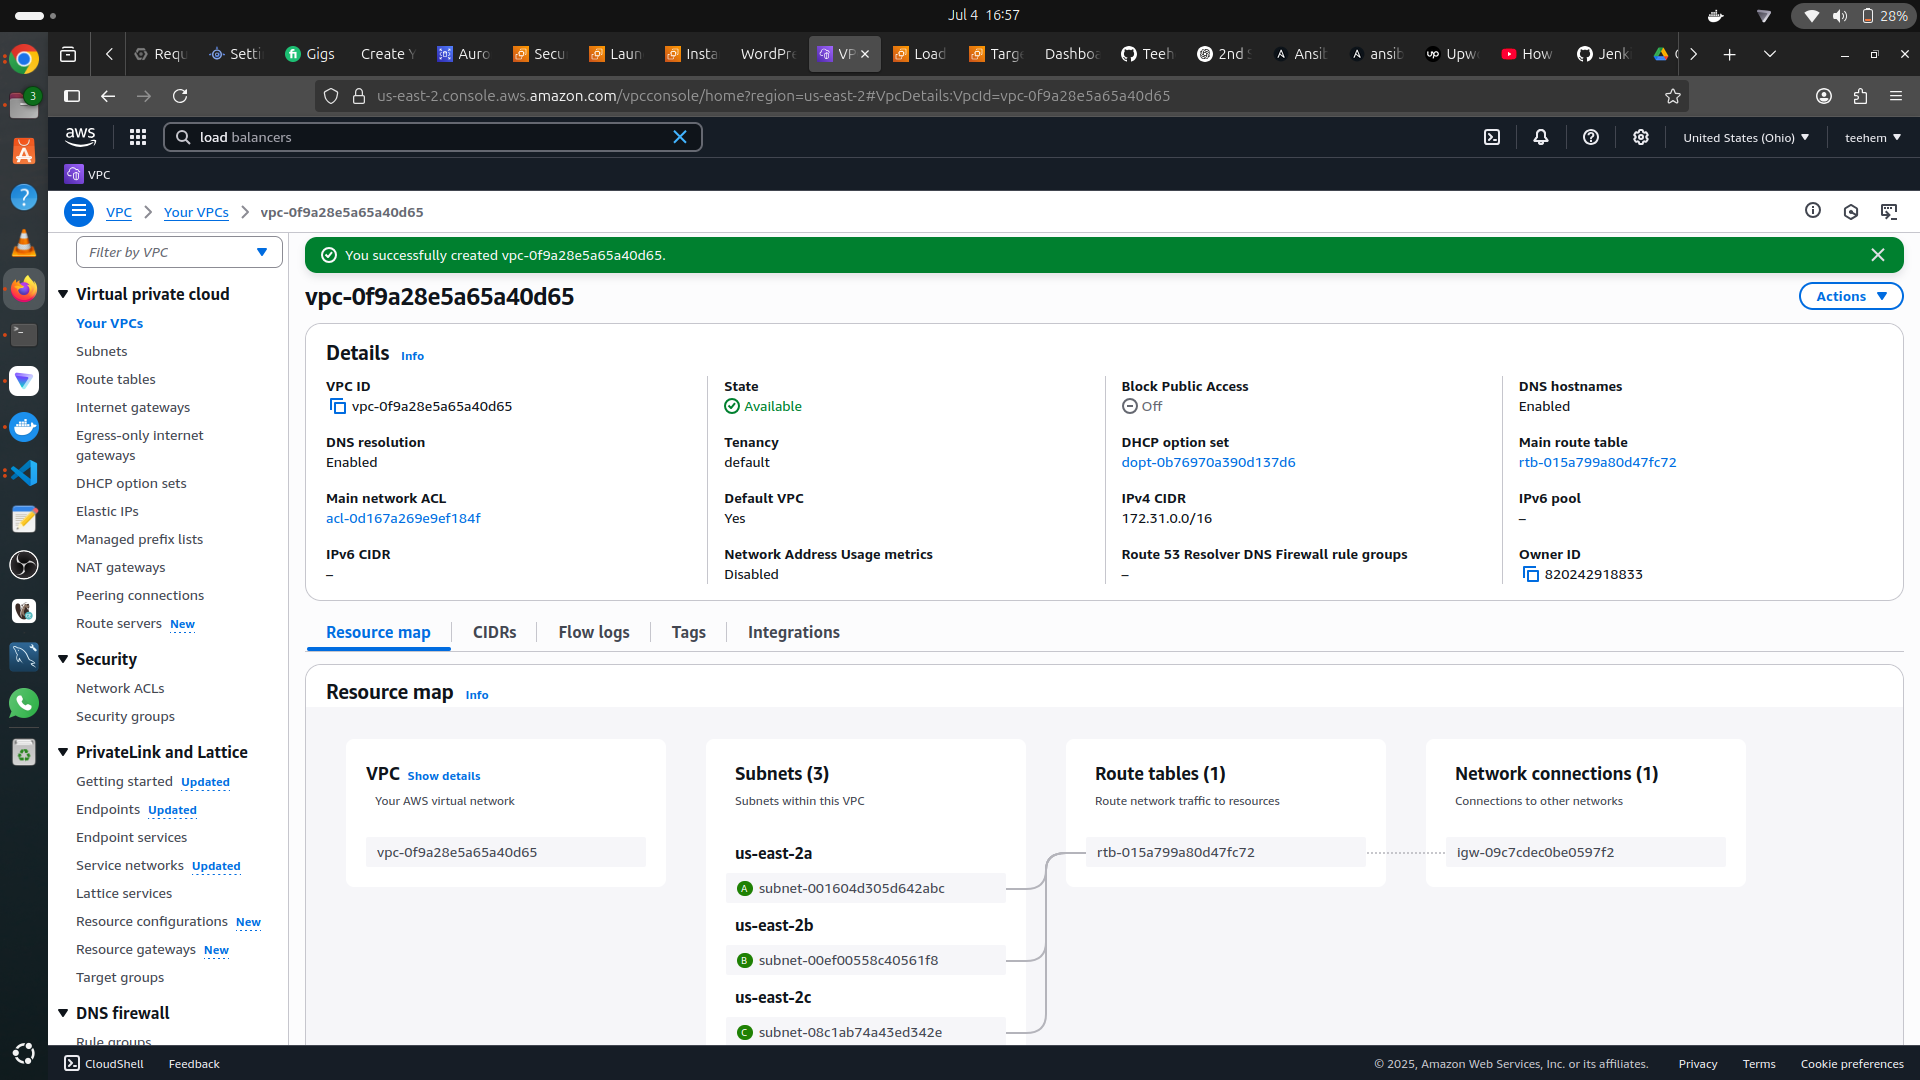 Jul 4 16:57
28%
3
Requ
Setti
Gigs
Create Y
Auro
Secu
Laun
Insta
WordPre
VP
Load
Targe
Dashboa
Teeh
2nd S
Ansib
ansib
Upwo
How
Jenki
us-east-2.console.aws.amazon.com/vpcconsole/home?region=us-east-2#VpcDetails:VpcId=vpc-0f9a28e5a65a40d65
aws
load balancers
United States (Ohio)
teehem
VPC
VPC
Your VPCs
vpc-0f9a28e5a65a40d65
Filter by VPC
Virtual private cloud
Your VPCs
Subnets
Route tables
Internet gateways
Egress-only internet
gateways
DHCP option sets
Elastic IPs
Managed prefix lists
NAT gateways
Peering connections
Route servers New
Security
Network ACLs
Security groups
PrivateLink and Lattice
Getting started Updated
Endpoints Updated
Endpoint services
Service networks Updated
Lattice services
Resource configurations New
Resource gateways New
Target groups
DNS firewall
Rule groups
You successfully created vpc-0f9a28e5a65a40d65.
vpc-0f9a28e5a65a40d65
Actions
Details Info
VPC ID
vpc-0f9a28e5a65a40d65
State
Available
Block Public Access
Off
DNS hostnames
Enabled
DNS resolution
Enabled
Tenancy
default
DHCP option set
dopt-0b76970a390d137d6
Main route table
rtb-015a799a80d47fc72
Main network ACL
acl-0d167a269e9ef184f
Default VPC
Yes
IPv4 CIDR
172.31.0.0/16
IPv6 pool
–
IPv6 CIDR
–
Network Address Usage metrics
Disabled
Route 53 Resolver DNS Firewall rule groups
–
Owner ID
820242918833
Resource map
CIDRs
Flow logs
Tags
Integrations
Resource map Info
VPC Show details
Your AWS virtual network
vpc-0f9a28e5a65a40d65
Subnets (3)
Subnets within this VPC
us-east-2a
A subnet-001604d305d642abc
us-east-2b
B subnet-00ef00558c40561f8
us-east-2c
C subnet-08c1ab74a43ed342e
Route tables (1)
Route network traffic to resources
rtb-015a799a80d47fc72
Network connections (1)
Connections to other networks
igw-09c7cdec0be0597f2
CloudShell
Feedback
© 2025, Amazon Web Services, Inc. or its affiliates.
Privacy
Terms
Cookie preferences